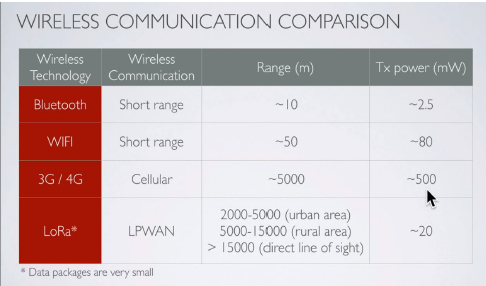 WIRELESS COMMUNICATION COMPARISON
Wireless Technology Wireless Communication Range (m) Tx power (mW)
Bluetooth Short range ~10 ~2.5
WIFI Short range ~50 ~80
3G / 4G Cellular ~5000 ~500
LoRa* LPWAN 2000-5000 (urban area)
5000-15000 (rural area)
> 15000 (direct line of sight) ~20
* Data packages are very small